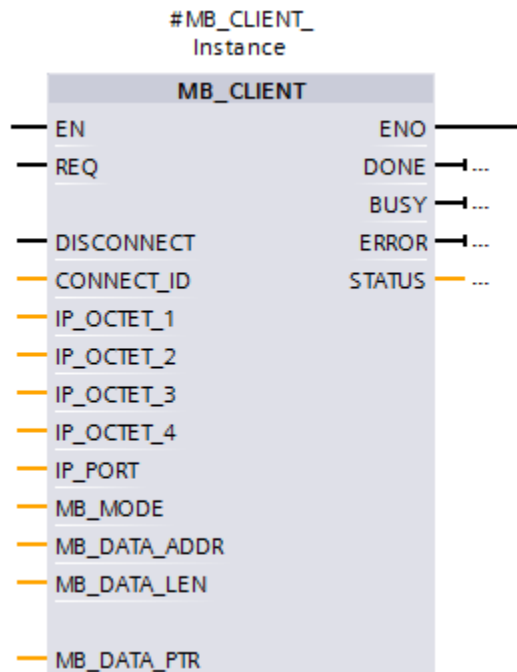 #MB_CLIENT_
Instance
MB_CLIENT
EN ENO
REQ DONE ...
BUSY ...
DISCONNECT ERROR ...
CONNECT_ID STATUS ...
IP_OCTET_1
IP_OCTET_2
IP_OCTET_3
IP_OCTET_4
IP_PORT
MB_MODE
MB_DATA_ADDR
MB_DATA_LEN
MB_DATA_PTR